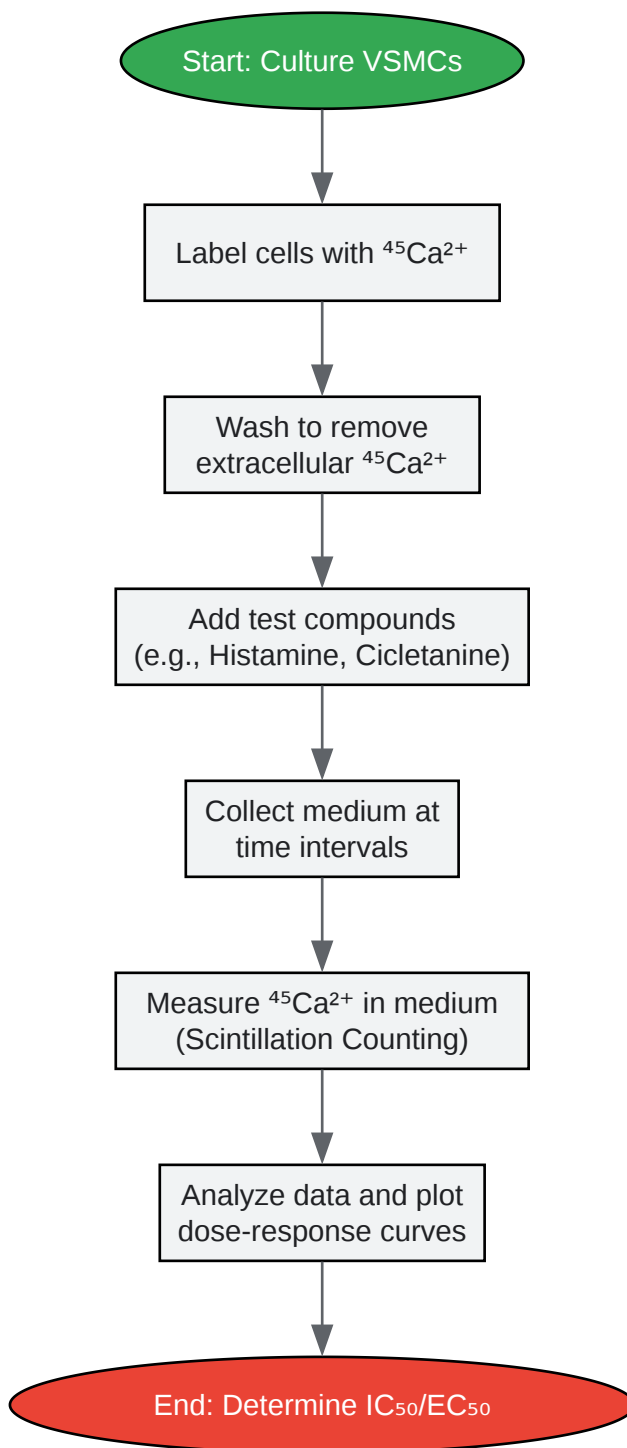 Start: Culture VSMCs
Label cells with ⁴⁵Ca²⁺
Wash to remove
extracellular ⁴⁵Ca²⁺
Add test compounds
(e.g., Histamine, Cicletanine)
Collect medium at
time intervals
Measure ⁴⁵Ca²⁺ in medium
(Scintillation Counting)
Analyze data and plot
dose-response curves
End: Determine IC₅₀/EC₅₀